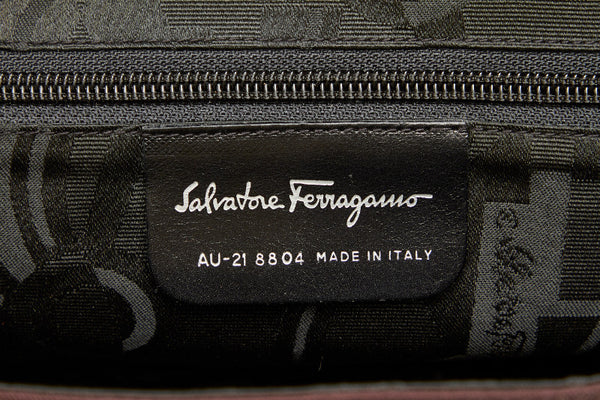 Salvatore Ferragamo
AU-21 8804 MADE IN ITALY